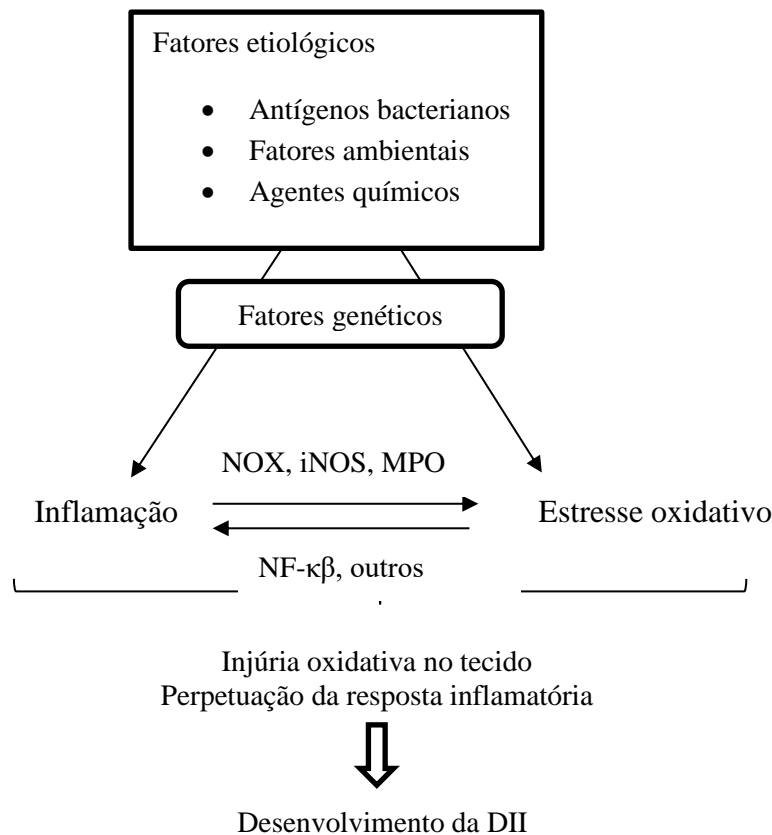 Fatores etiológicos
• Antígenos bacterianos
• Fatores ambientais
• Agentes químicos
Fatores genéticos
NOX, iNOS, MPO
Inflamação
Estresse oxidativo
NF-κβ, outros
Injúria oxidativa no tecido
Perpetuação da resposta inflamatória
Desenvolvimento da DII